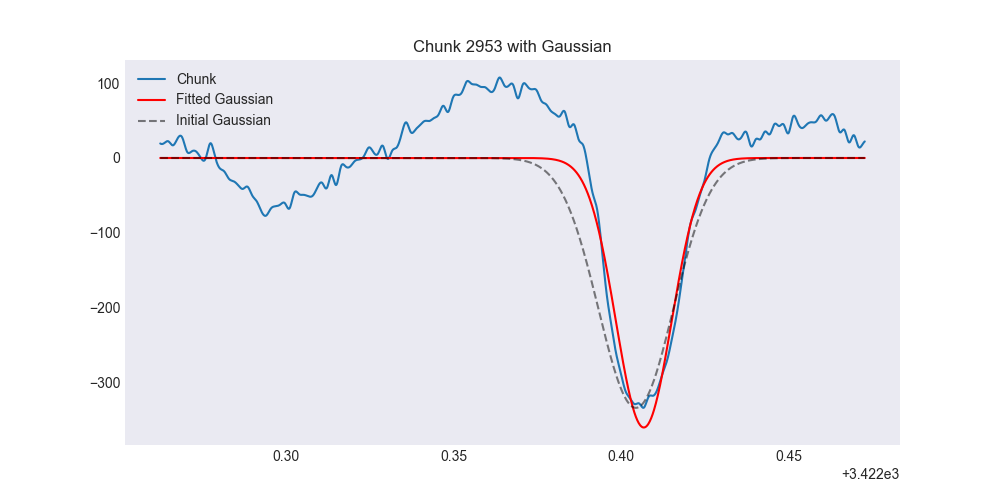 Chunk 2953 with Gaussian
Chunk
Fitted Gaussian
Initial Gaussian
100
0
−100
−200
−300
0.30
0.35
0.40
0.45
+3.422e3